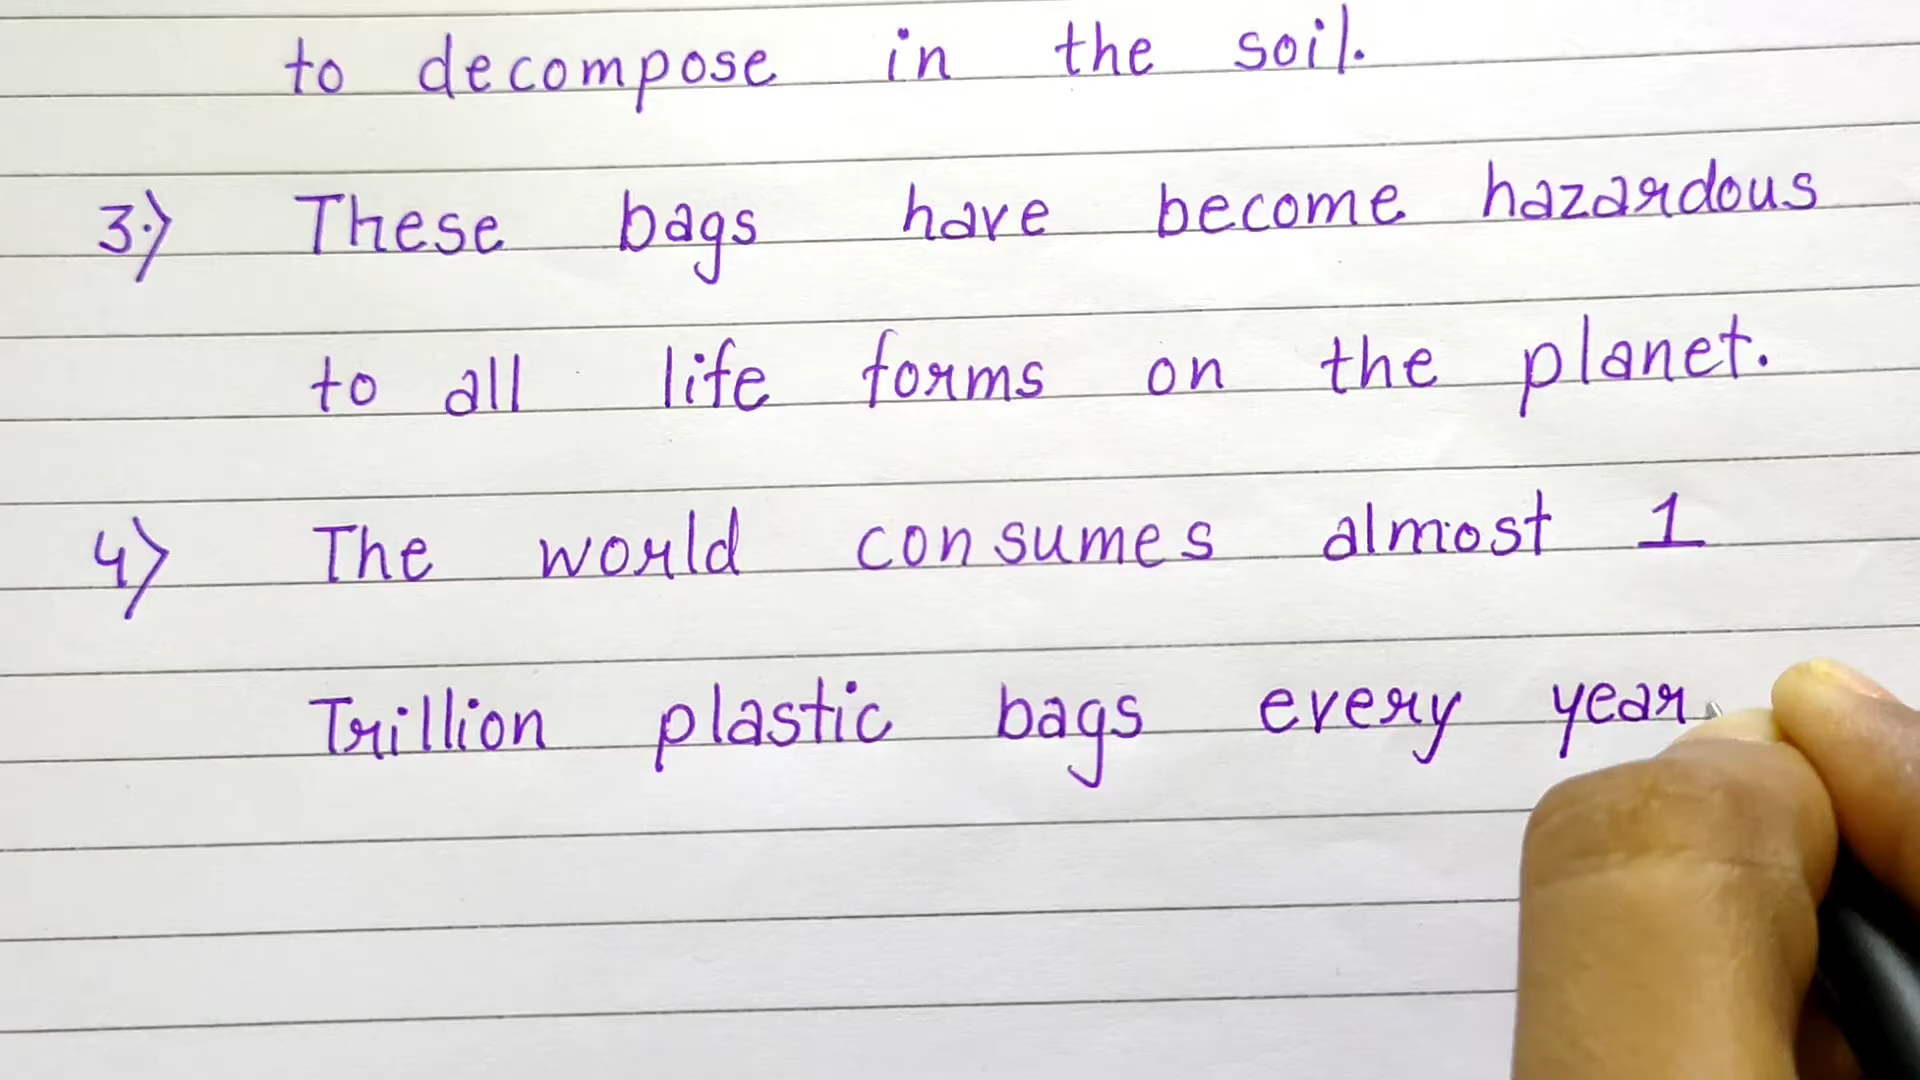 to decompose in the soil.
3.) These bags have become hazardous
to all life forms on the planet.
4) The world consumes almost 1
Trillion plastic bags every year.